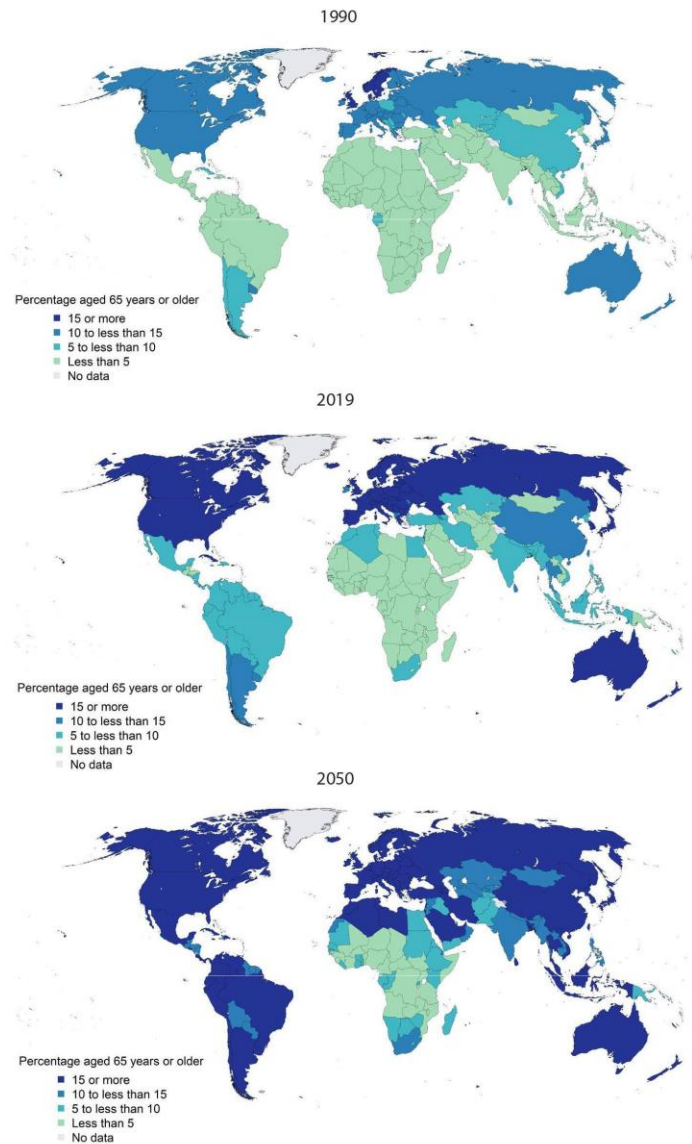 1990
Percentage aged 65 years or older
15 or more
10 to less than 15
5 to less than 10
Less than 5
No data
2019
Percentage aged 65 years or older
15 or more
10 to less than 15
5 to less than 10
Less than 5
No data
2050
Percentage aged 65 years or older
15 or more
10 to less than 15
5 to less than 10
Less than 5
No data